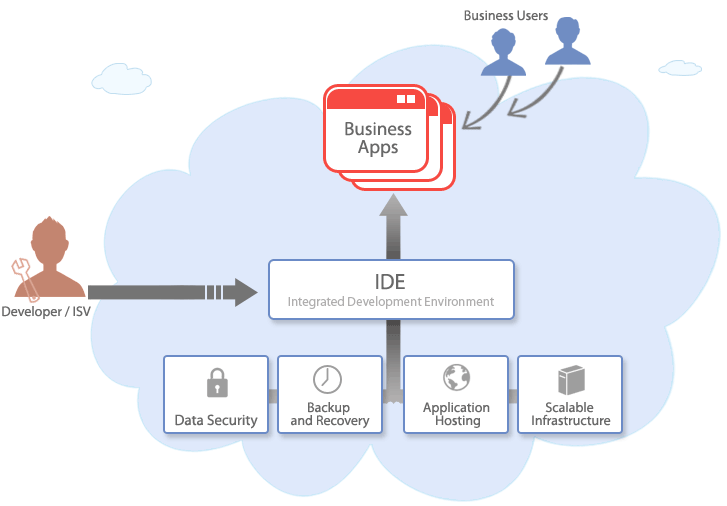 Business Users
Business
Apps
IDE
Integrated Development Environment
Developer / ISV
Data Security
Backup
and Recovery
Application
Hosting
Scalable
Infrastructure